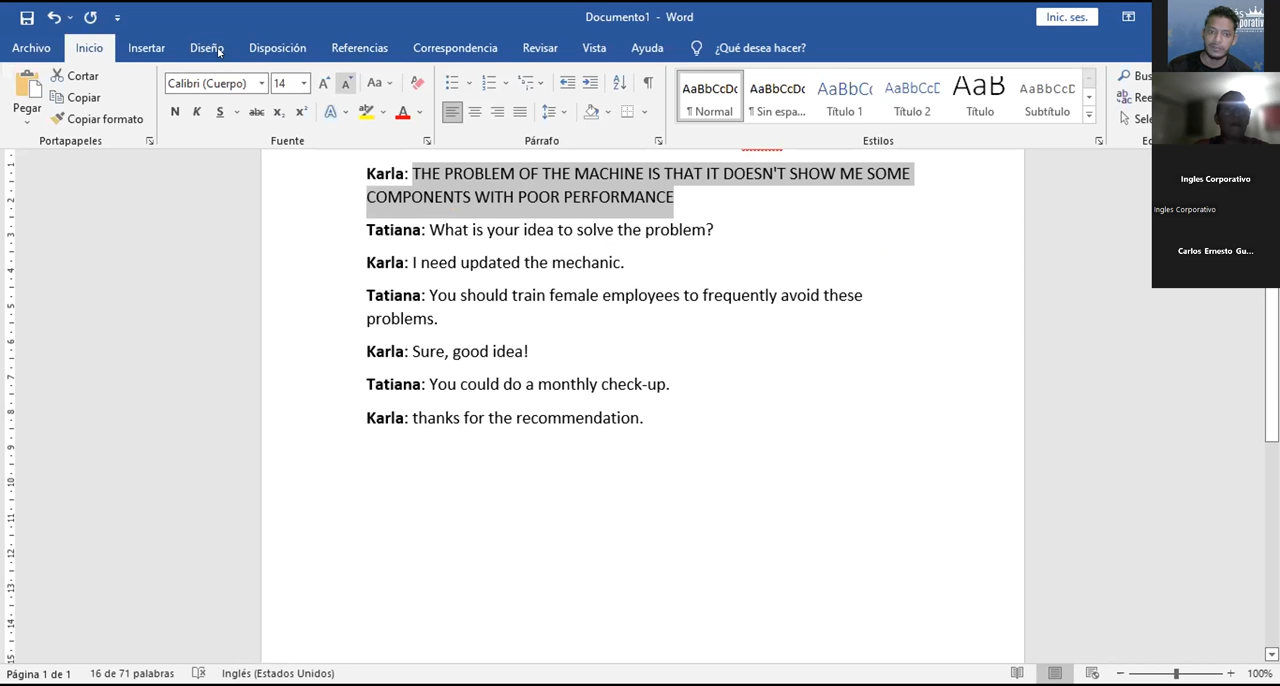 Documento1 - Word
Inic. ses.
Archivo Inicio Insertar Diseño Disposición Referencias Correspondencia Revisar Vista Ayuda ¿Qué desea hacer?
Pegar
Cortar
Copiar
Copiar formato
Portapapeles
Calibri (Cuerpo) 14
Aa
N K S abc x₂ x²
Fuente
Párrafo
AaBbCcDc AaBbCcDc AaBbCc AaBbCcD AaB AaBbCcD
¶ Normal ¶ Sin espa... Título 1 Título 2 Título Subtítulo
Estilos
Karla: THE PROBLEM OF THE MACHINE IS THAT IT DOESN'T SHOW ME SOME
COMPONENTS WITH POOR PERFORMANCE
Tatiana: What is your idea to solve the problem?
Karla: I need updated the mechanic.
Tatiana: You should train female employees to frequently avoid these
problems.
Karla: Sure, good idea!
Tatiana: You could do a monthly check-up.
Karla: thanks for the recommendation.
Ingles Corporativo
Ingles Corporativo
Carlos Ernesto Gu...
Página 1 de 1 16 de 71 palabras Inglés (Estados Unidos) 100%